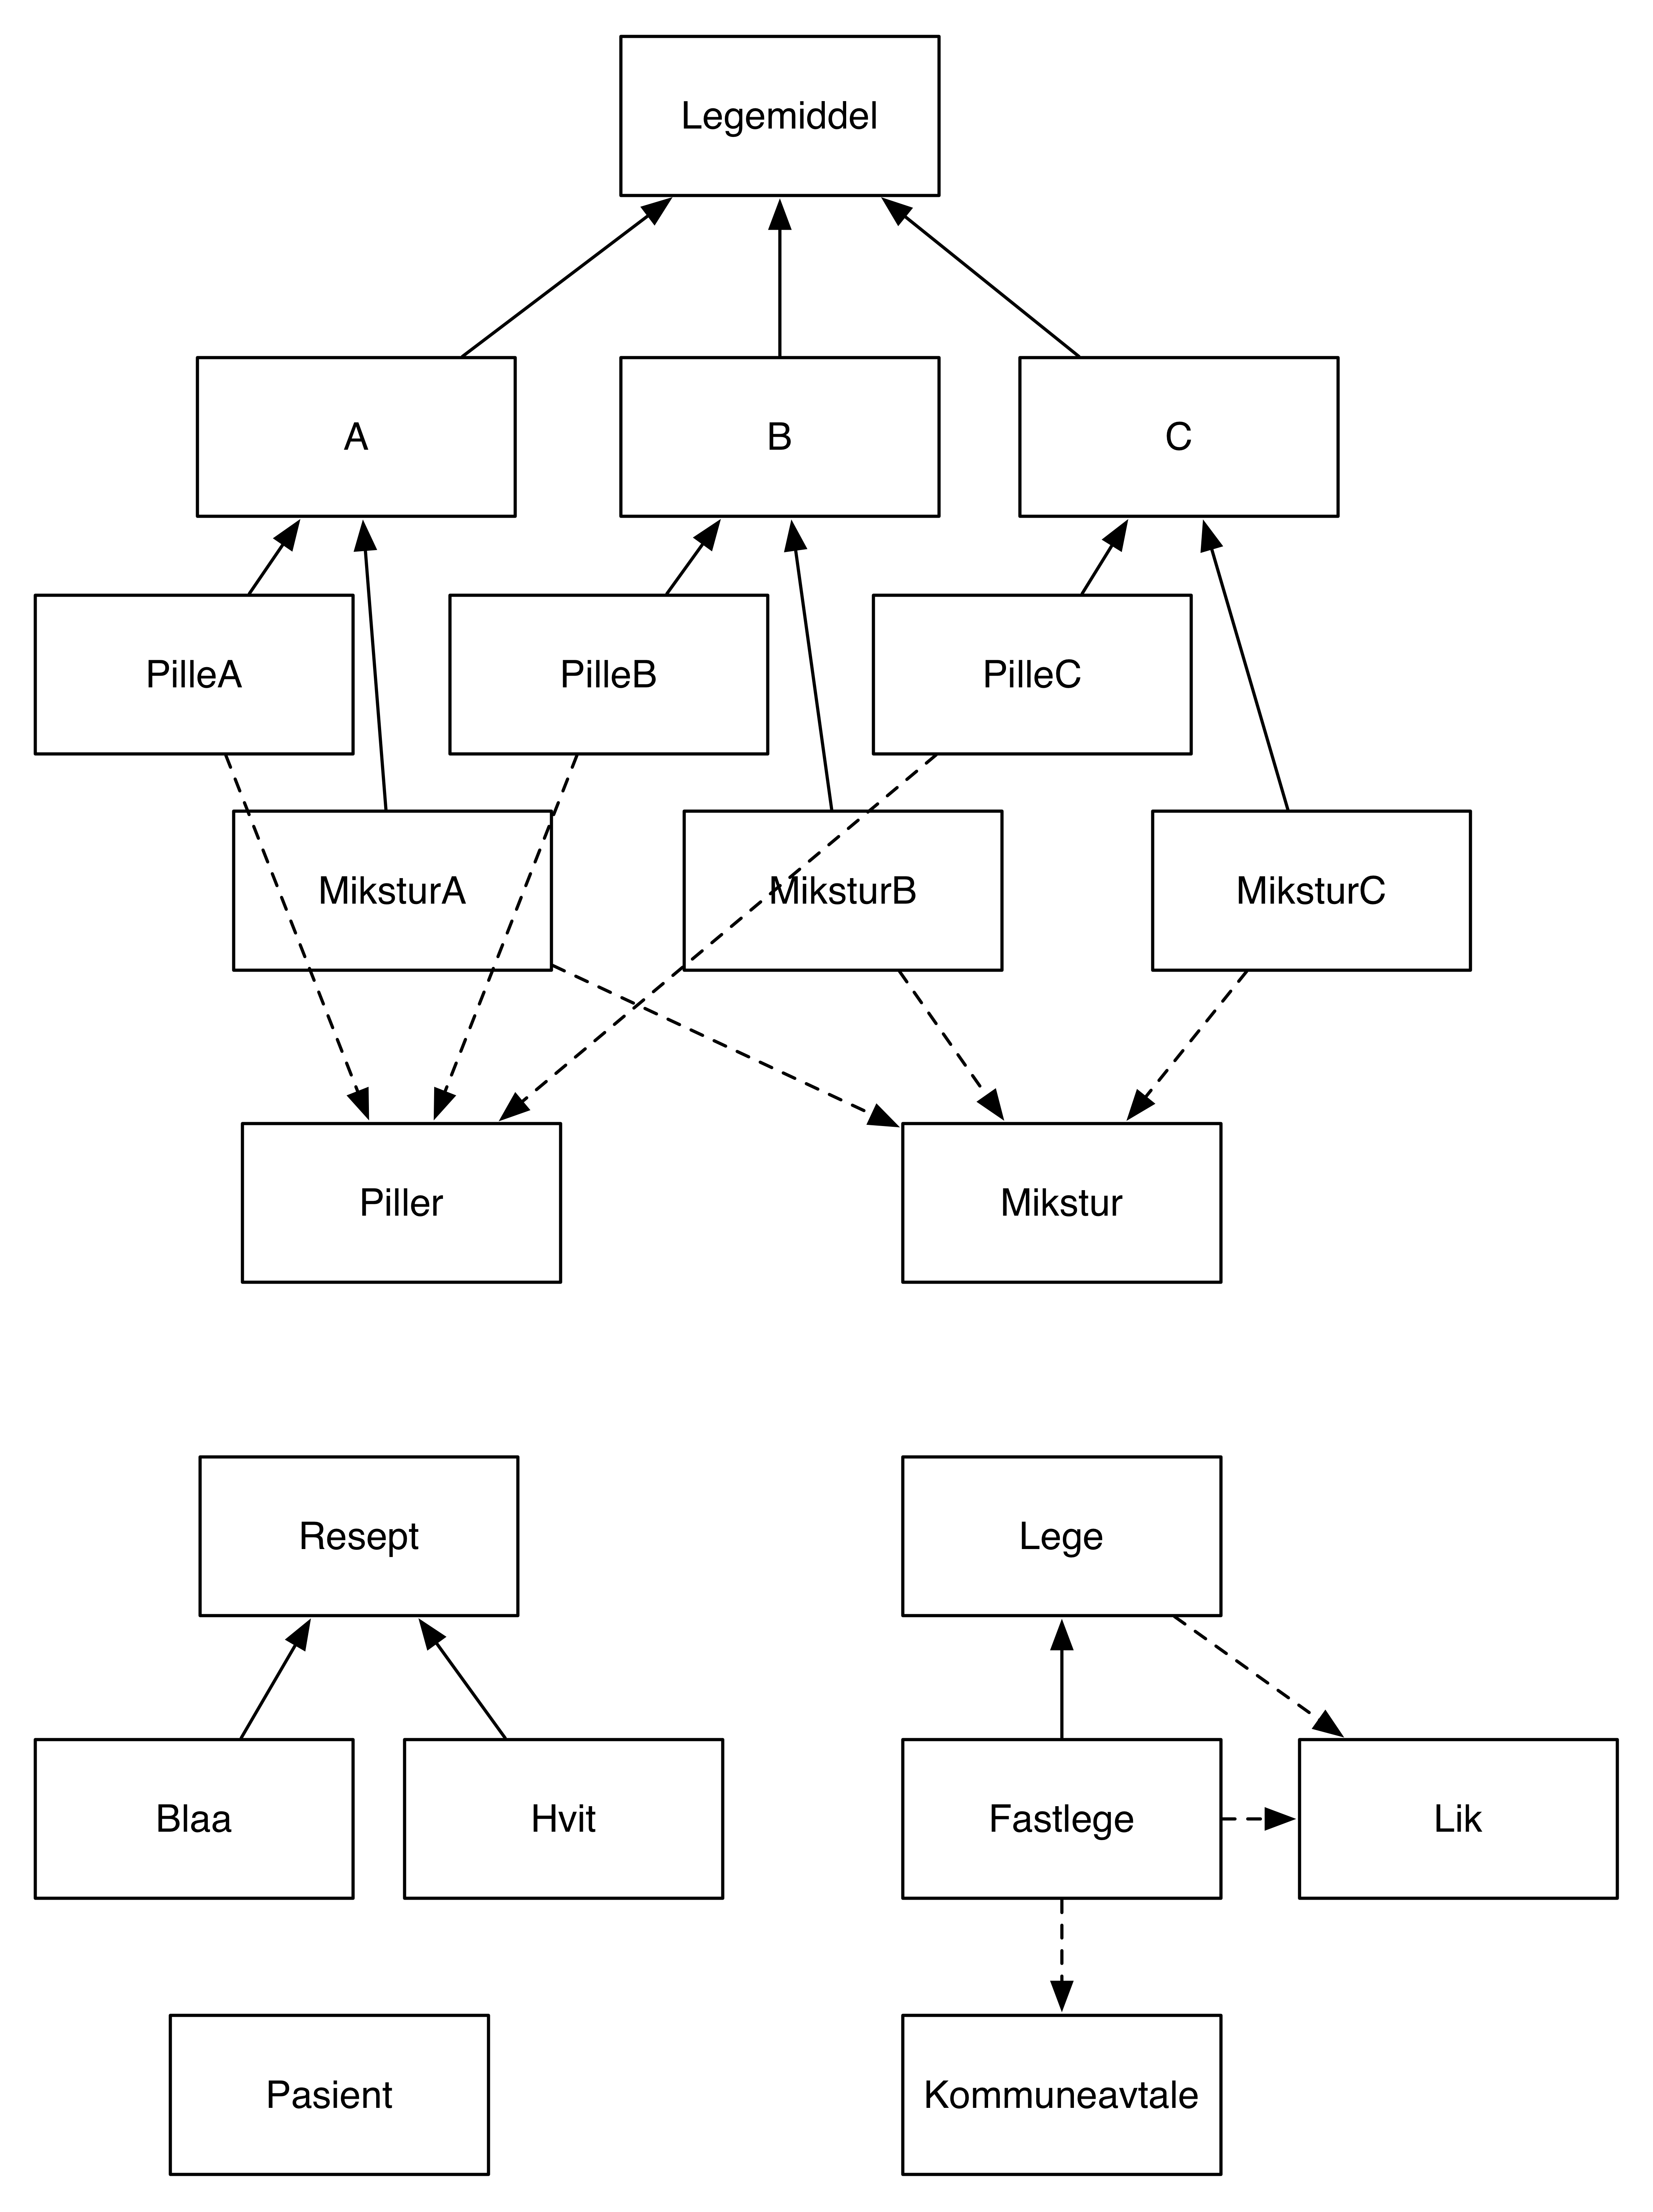 Legemiddel
A
B
C
PilleA
PilleB
PilleC
MiksturA
MiksturB
MiksturC
Piller
Mikstur
Resept
Lege
Blaa
Hvit
Fastlege
Lik
Pasient
Kommuneavtale